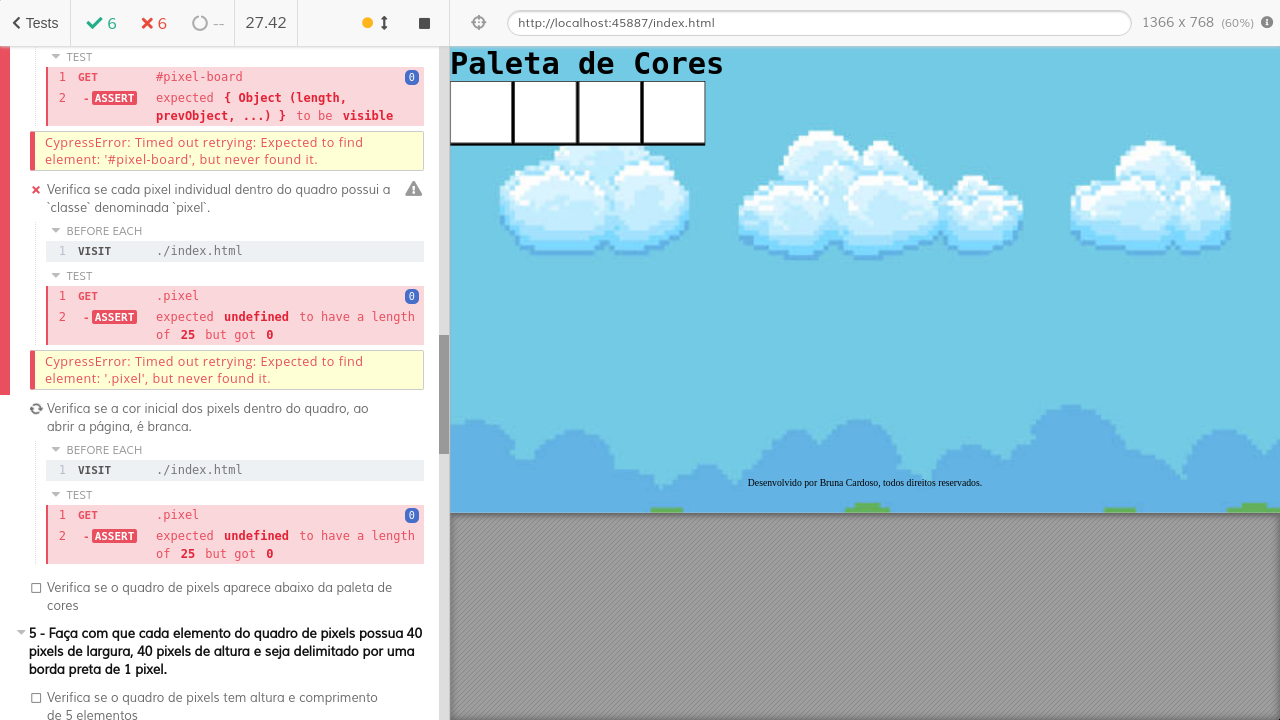 Tests 6 6 -- 27.42 http://localhost:45887/index.html 1366 x 768 (60%)
TEST
1 GET #pixel-board 0
2 -ASSERT expected { Object (length,
prevObject, ...) } to be visible
CypressError: Timed out retrying: Expected to find
element: '#pixel-board', but never found it.
Verifica se cada pixel individual dentro do quadro possui a
`classe` denominada `pixel`.
BEFORE EACH
1 VISIT ./index.html
TEST
1 GET .pixel 0
2 -ASSERT expected undefined to have a length
of 25 but got 0
CypressError: Timed out retrying: Expected to find
element: '.pixel', but never found it.
Verifica se a cor inicial dos pixels dentro do quadro, ao
abrir a página, é branca.
BEFORE EACH
1 VISIT ./index.html
TEST
1 GET .pixel 0
2 -ASSERT expected undefined to have a length
of 25 but got 0
Verifica se o quadro de pixels aparece abaixo da paleta de
cores
5 - Faça com que cada elemento do quadro de pixels possua 40
pixels de largura, 40 pixels de altura e seja delimitado por uma
borda preta de 1 pixel.
Verifica se o quadro de pixels tem altura e comprimento
de 5 elementos
Paleta de Cores
Desenvolvido por Bruna Cardoso, todos direitos reservados.